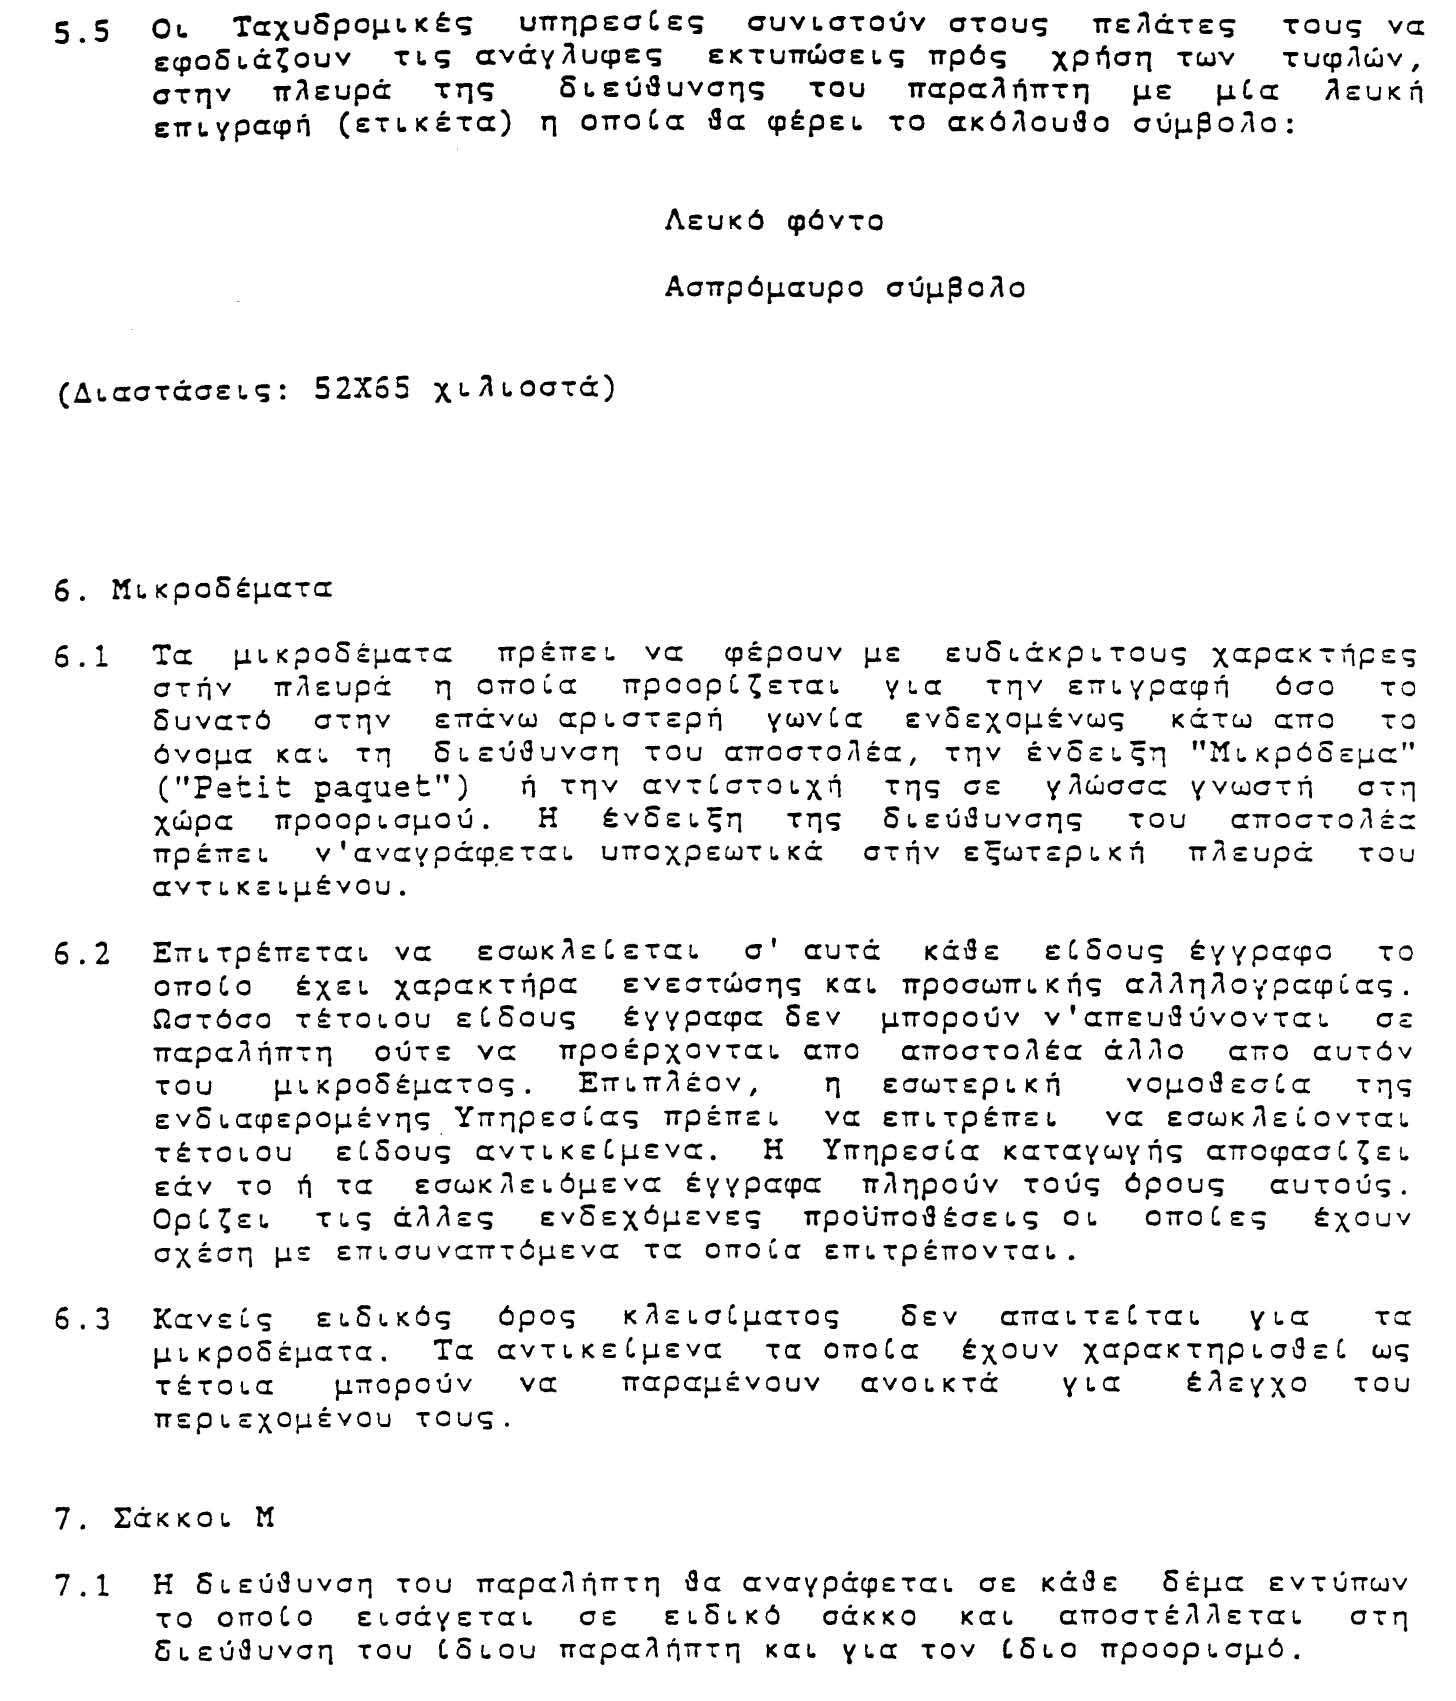 5.5 Οι Ταχυδρομικές υπηρεσίες συνιστούν στους πελάτες τους να
εφοδιάζουν τις ανάγλυφες εκτυπώσεις πρός χρήση των τυφλών,
στην πλευρά της διεύθυνσης του παραλήπτη με μία λευκή
επιγραφή (ετικέτα) η οποία θα φέρει το ακόλουθο σύμβολο:
Λευκό φόντο
Ασπρόμαυρο σύμβολο
(Διαστάσεις: 52Χ65 χιλιοστά)
6. Μικροδέματα
6.1 Τα μικροδέματα πρέπει να φέρουν με ευδιάκριτους χαρακτήρες
στήν πλευρά η οποία προορίζεται για την επιγραφή όσο το
δυνατό στην επάνω αριστερή γωνία ενδεχομένως κάτω απο το
όνομα και τη διεύθυνση του αποστολέα, την ένδειξη "Μικρόδεμα"
("Petit paquet") ή την αντίστοιχή της σε γλώσσα γνωστή στη
χώρα προορισμού. Η ένδειξη της διεύθυνσης του αποστολέα
πρέπει ν'αναγράφεται υποχρεωτικά στήν εξωτερική πλευρά του
αντικειμένου.
6.2 Επιτρέπεται να εσωκλείεται σ' αυτά κάθε είδους έγγραφο το
οποίο έχει χαρακτήρα ενεστώσης και προσωπικής αλληλογραφίας.
Ωστόσο τέτοιου είδους έγγραφα δεν μπορούν ν'απευθύνονται σε
παραλήπτη ούτε να προέρχονται απο αποστολέα άλλο απο αυτόν
του μικροδέματος. Επιπλέον, η εσωτερική νομοθεσία της
ενδιαφερομένης Υπηρεσίας πρέπει να επιτρέπει να εσωκλείονται
τέτοιου είδους αντικείμενα. Η Υπηρεσία καταγωγής αποφασίζει
εάν το ή τα εσωκλειόμενα έγγραφα πληρούν τούς όρους αυτούς.
Ορίζει τις άλλες ενδεχόμενες προϋποθέσεις οι οποίες έχουν
σχέση με επισυναπτόμενα τα οποία επιτρέπονται.
6.3 Κανείς ειδικός όρος κλεισίματος δεν απαιτείται για τα
μικροδέματα. Τα αντικείμενα τα οποία έχουν χαρακτηρισθεί ως
τέτοια μπορούν να παραμένουν ανοικτά για έλεγχο του
περιεχομένου τους.
7. Σάκκοι Μ
7.1 Η διεύθυνση του παραλήπτη θα αναγράφεται σε κάθε δέμα εντύπων
το οποίο εισάγεται σε ειδικό σάκκο και αποστέλλεται στη
διεύθυνση του ίδιου παραλήπτη και για τον ίδιο προορισμό.